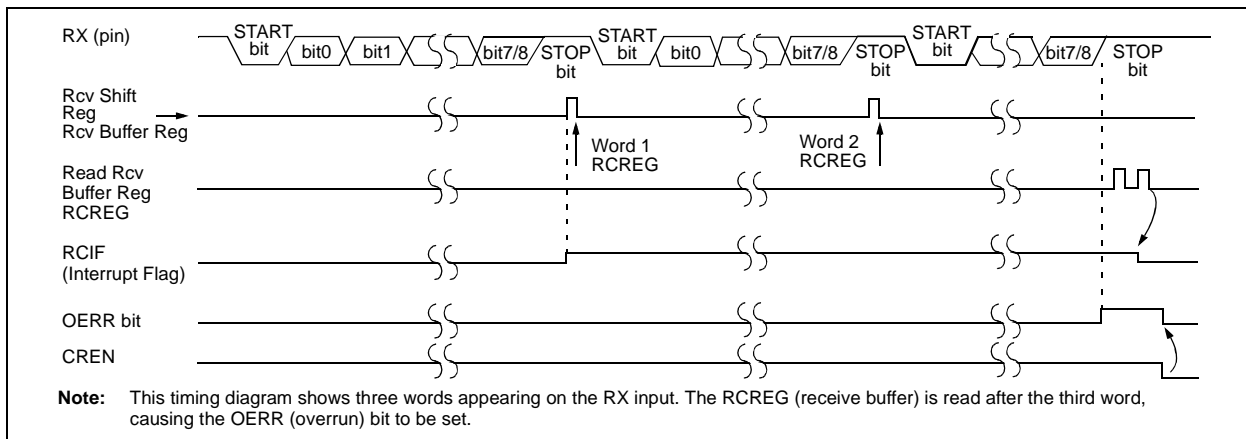 RX (pin)
START
bit
bit0
bit1
bit7/8
STOP
bit
START
bit
bit0
bit7/8
STOP
bit
START
bit
bit7/8
STOP
bit
Rcv Shift
Reg
Rcv Buffer Reg
Word 1
RCREG
Word 2
RCREG
Read Rcv
Buffer Reg
RCREG
RCIF
(Interrupt Flag)
OERR bit
CREN
Note: This timing diagram shows three words appearing on the RX input. The RCREG (receive buffer) is read after the third word,
causing the OERR (overrun) bit to be set.